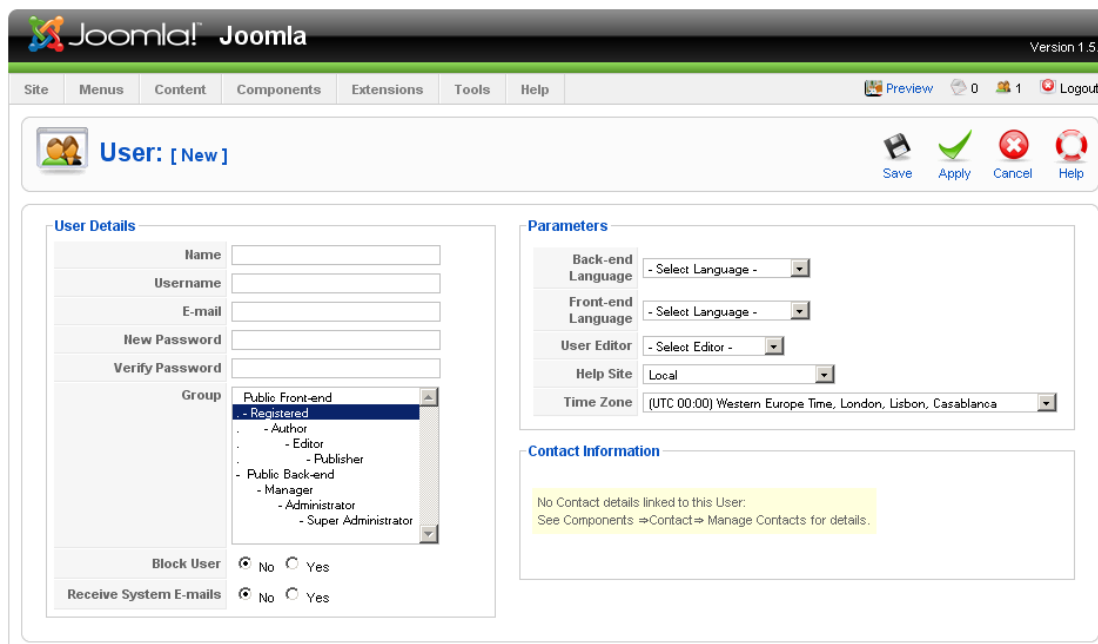 Joomla!™ Joomla
Version 1.5.
Site Menus Content Components Extensions Tools Help Preview 0 1 Logout
User: [ New ] Save Apply Cancel Help
User Details
Name
Username
E-mail
New Password
Verify Password
Group
Public Front-end
. - Registered
. - Author
. - Editor
. - Publisher
- Public Back-end
- Manager
- Administrator
- Super Administrator
Block User No Yes
Receive System E-mails No Yes
Parameters
Back-end
Language - Select Language -
Front-end
Language - Select Language -
User Editor - Select Editor -
Help Site Local
Time Zone (UTC 00:00) Western Europe Time, London, Lisbon, Casablanca
Contact Information
No Contact details linked to this User:
See Components ⇒Contact⇒ Manage Contacts for details.